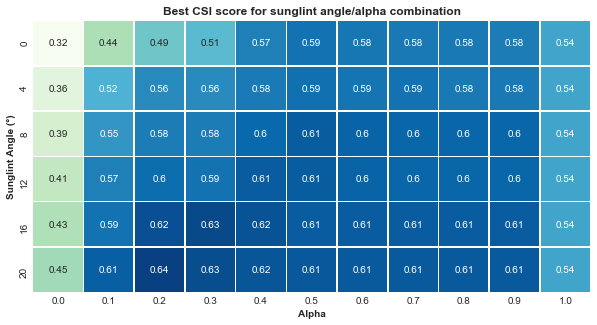 Best CSI score for sunglint angle/alpha combination
Sunglint Angle (°)
0 0.32 0.44 0.49 0.51 0.57 0.59 0.58 0.58 0.58 0.58 0.54
4 0.36 0.52 0.56 0.56 0.58 0.59 0.59 0.59 0.58 0.58 0.54
8 0.39 0.55 0.58 0.58 0.6 0.61 0.6 0.6 0.6 0.6 0.54
12 0.41 0.57 0.6 0.59 0.61 0.61 0.6 0.6 0.6 0.6 0.54
16 0.43 0.59 0.62 0.63 0.62 0.61 0.61 0.61 0.61 0.61 0.54
20 0.45 0.61 0.64 0.63 0.62 0.61 0.61 0.61 0.61 0.61 0.54
0.0 0.1 0.2 0.3 0.4 0.5 0.6 0.7 0.8 0.9 1.0
Alpha